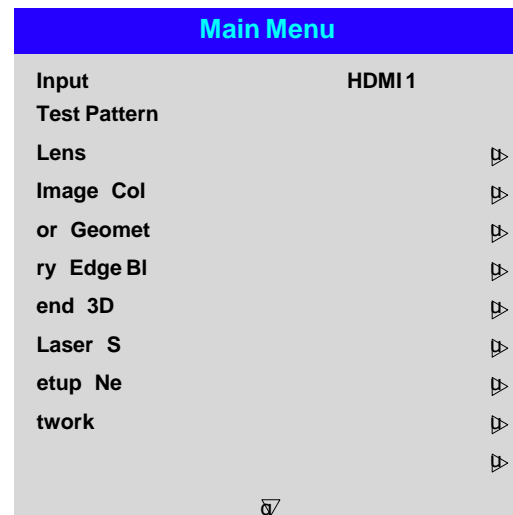 Main Menu
Input HDMI 1
Test Pattern
Lens
Image Col
or Geomet
ry Edge Bl
end 3D
Laser S
etup Ne
twork